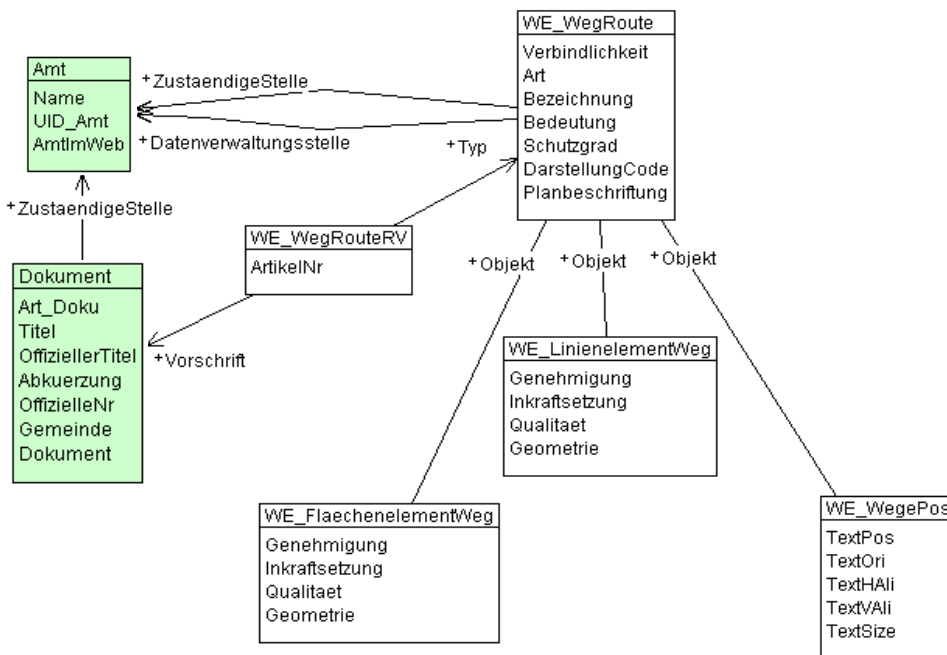 WE_WegRoute
Verbindlichkeit
Art
Bezeichnung
Bedeutung
Schutzgrad
DarstellungCode
Planbeschriftung
Amt
Name
UID_Amt
AmtImWeb
+ZustaendigeStelle
+Datenverwaltungsstelle
+Typ
+ZustaendigeStelle
WE_WegRouteRV
ArtikelNr
Dokument
Art_Doku
Titel
OffiziellerTitel
Abkuerzung
OffizielleNr
Gemeinde
Dokument
+Vorschrift
+Objekt
+Objekt
+Objekt
WE_LinienelementWeg
Genehmigung
Inkraftsetzung
Qualitaet
Geometrie
WE_FlaechenelementWeg
Genehmigung
Inkraftsetzung
Qualitaet
Geometrie
WE_WegePos
TextPos
TextOri
TextHAli
TextVAli
TextSize